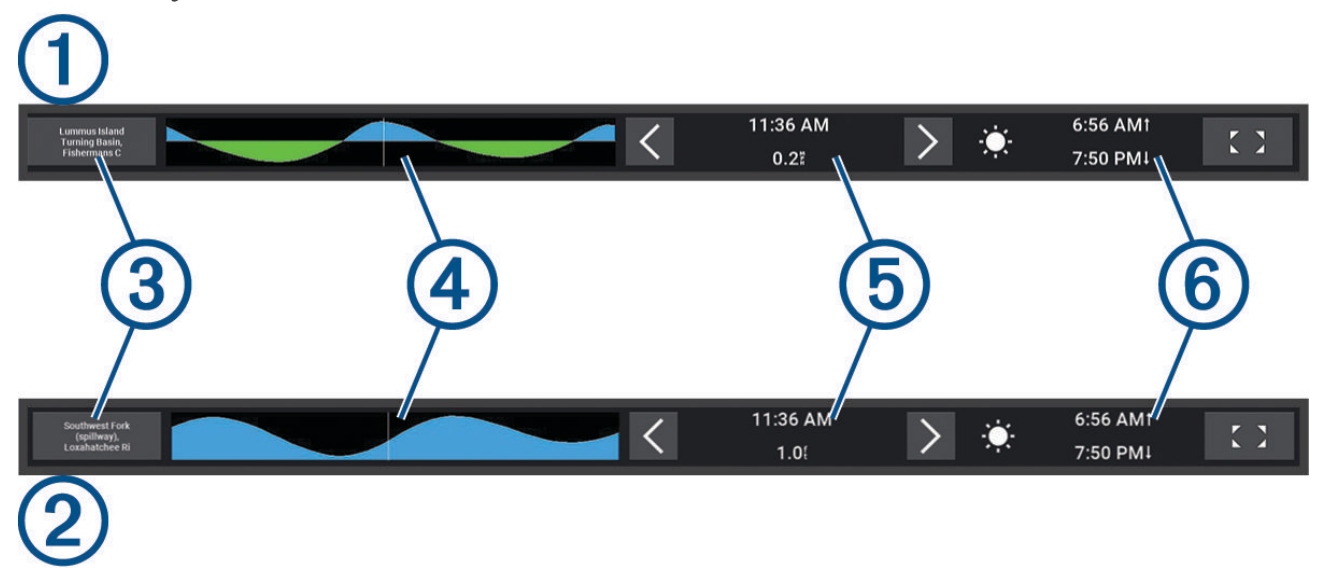 1
Lummus Island
Turning Basin,
Fishermans C
11:36 AM
0.2
6:56 AM↑
7:50 PM↓
3
4
5
6
Southwest Fork
(spillway),
Loxahatchee Ri
11:36 AM
1.0
6:56 AM↑
7:50 PM↓
2